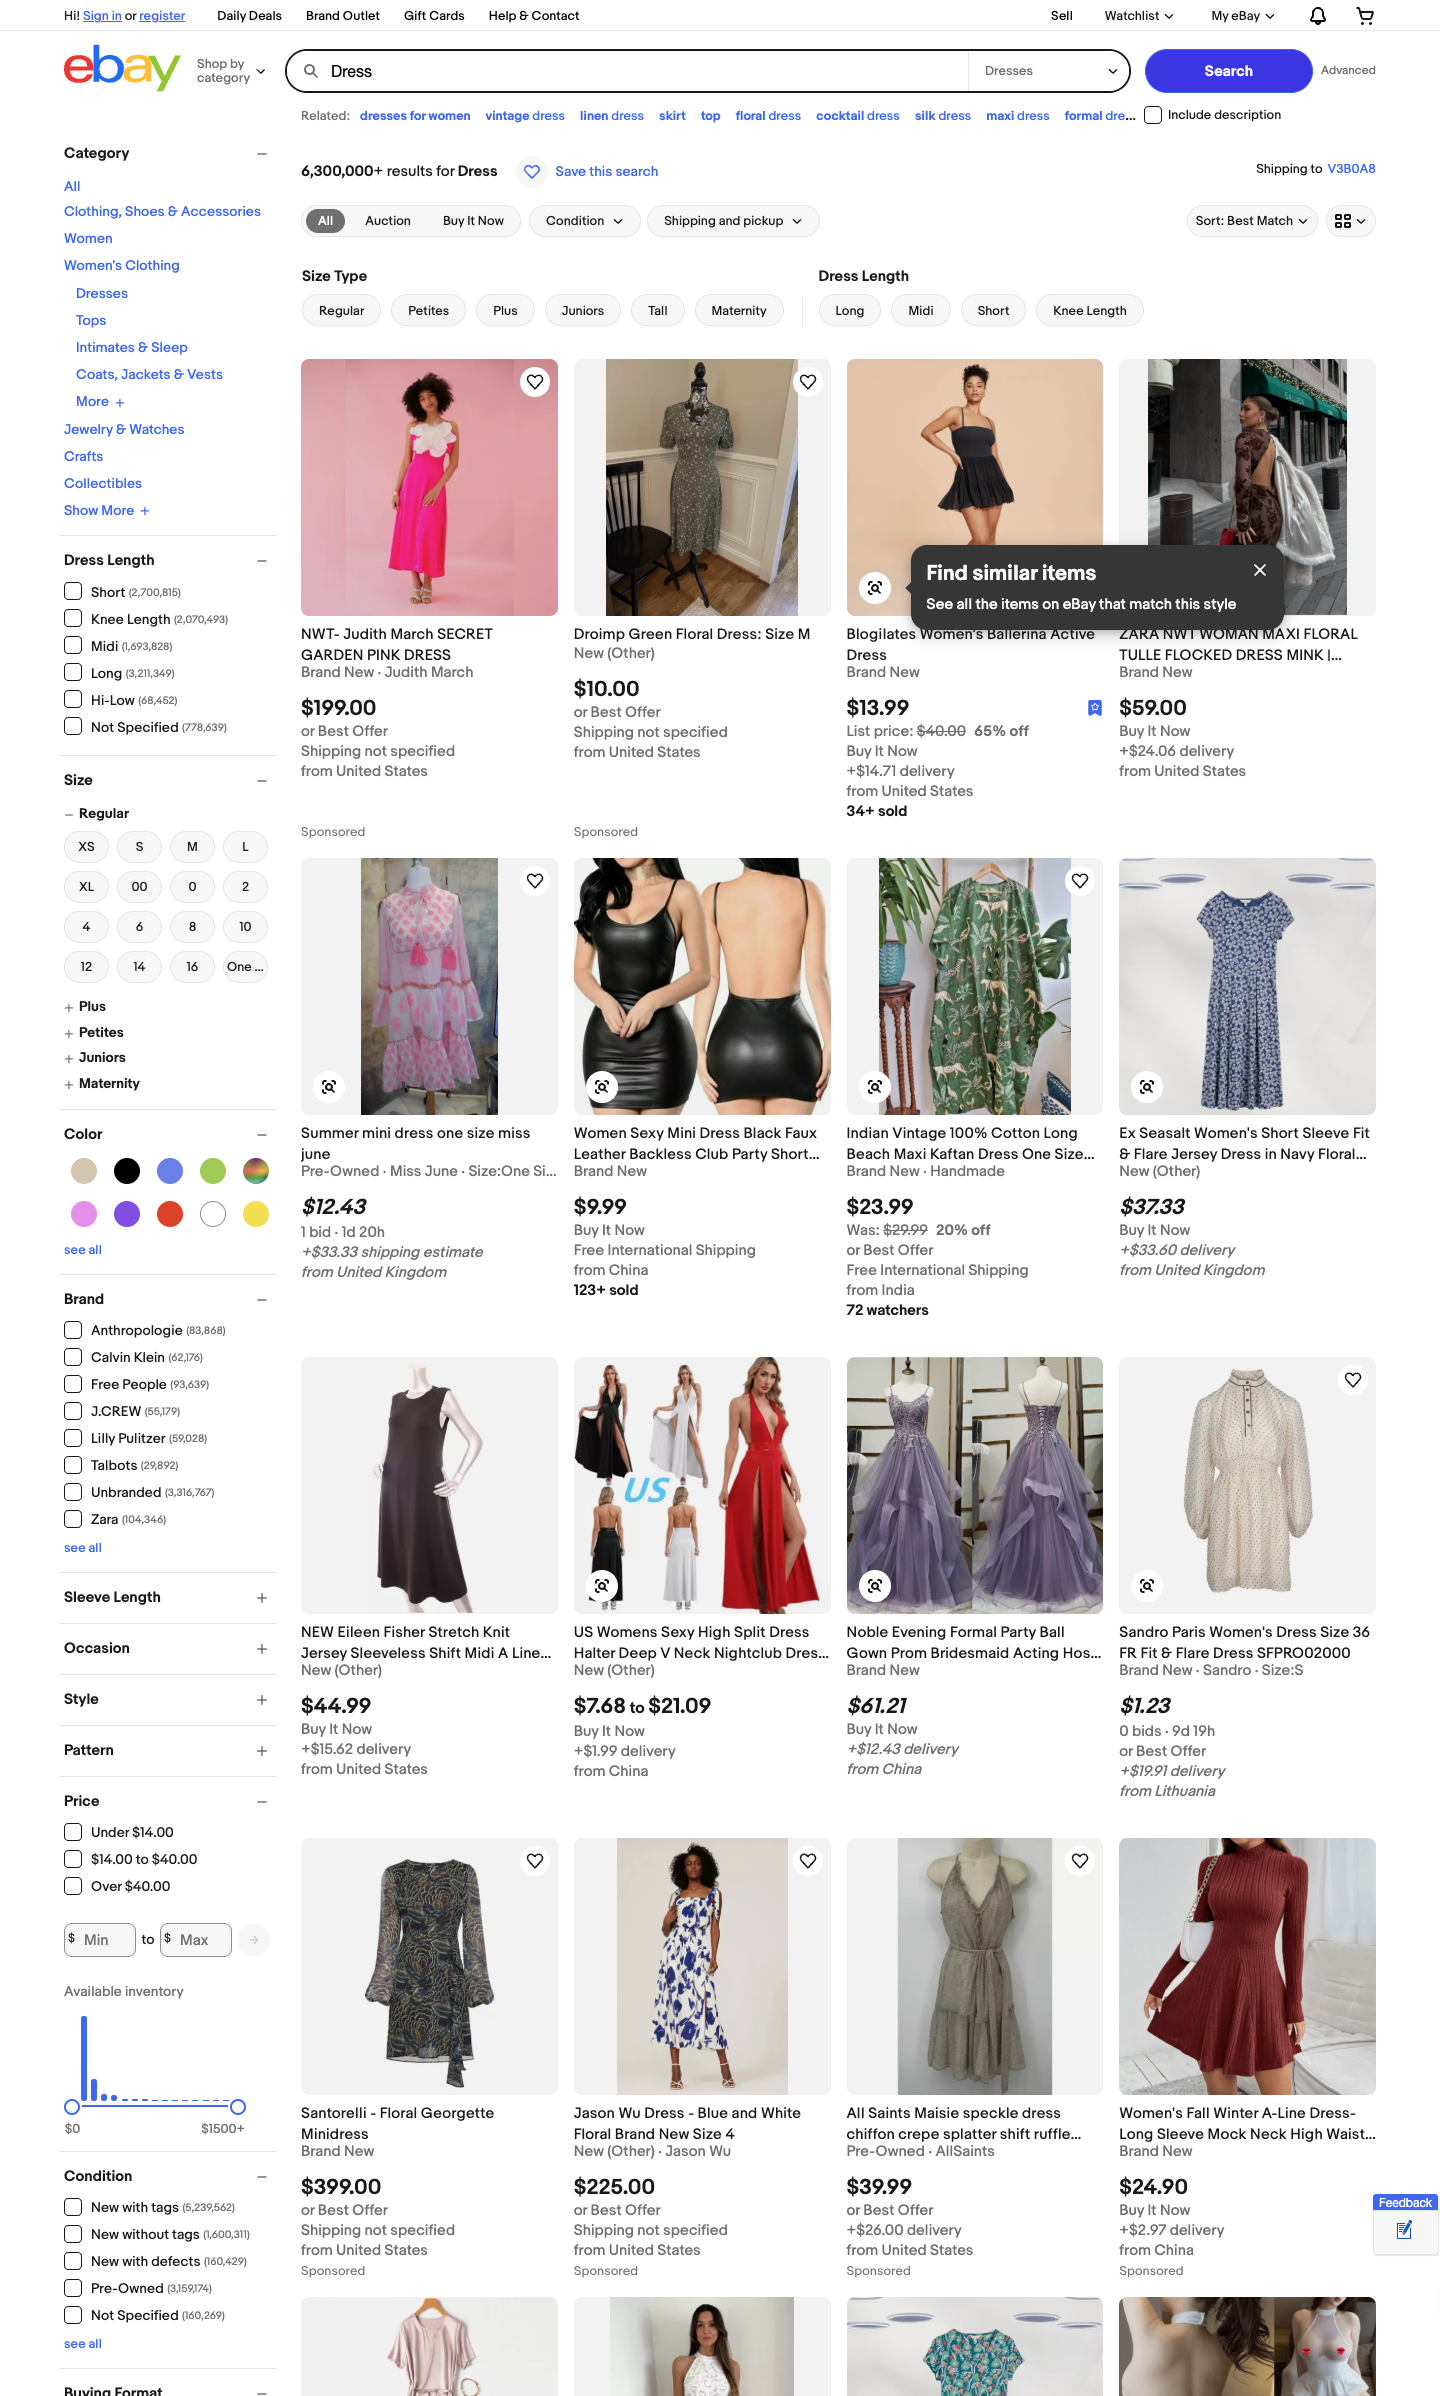 Hi! Sign in or register Daily Deals Brand Outlet Gift Cards Help & Contact Sell Watchlist My eBay
ebay Shop by category Dress Dresses Search Advanced
Related: dresses for women vintage dress linen dress skirt top floral dress cocktail dress silk dress maxi dress formal dre... Include description
Category
All
Clothing, Shoes & Accessories
Women
Women's Clothing
Dresses
Tops
Intimates & Sleep
Coats, Jackets & Vests
More
Jewelry & Watches
Crafts
Collectibles
Show More
Dress Length
Short (2,700,815)
Knee Length (2,070,493)
Midi (1,693,828)
Long (3,211,349)
Hi-Low (68,452)
Not Specified (778,639)
Size
Regular
XS S M L
XL 00 0 2
4 6 8 10
12 14 16 One ...
Plus
Petites
Juniors
Maternity
Color
see all
Brand
Anthropologie (83,868)
Calvin Klein (62,176)
Free People (93,639)
J.CREW (55,179)
Lilly Pulitzer (59,028)
Talbots (29,892)
Unbranded (3,316,767)
Zara (104,346)
see all
Sleeve Length
Occasion
Style
Pattern
Price
Under $14.00
$14.00 to $40.00
Over $40.00
$ Min to $ Max
Available inventory
$0 $1500+
Condition
New with tags (5,239,562)
New without tags (1,600,311)
New with defects (160,429)
Pre-Owned (3,159,174)
Not Specified (160,269)
see all
Buying Format
6,300,000+ results for Dress Save this search Shipping to V3B0A8
All Auction Buy It Now Condition Shipping and pickup Sort: Best Match
Size Type
Regular Petites Plus Juniors Tall Maternity
Dress Length
Long Midi Short Knee Length
NWT- Judith March SECRET
GARDEN PINK DRESS
Brand New · Judith March
$199.00
or Best Offer
Shipping not specified
from United States
Sponsored
Droimp Green Floral Dress: Size M
New (Other)
$10.00
or Best Offer
Shipping not specified
from United States
Sponsored
Find similar items
See all the items on eBay that match this style
Blogilates Women's Ballerina Active
Dress
Brand New
$13.99
List price: $40.00 65% off
Buy It Now
+$14.71 delivery
from United States
34+ sold
ZARA NWT WOMAN MAXI FLORAL
TULLE FLOCKED DRESS MINK |...
Brand New
$59.00
Buy It Now
+$24.06 delivery
from United States
Summer mini dress one size miss
june
Pre-Owned · Miss June · Size:One Si...
$12.43
1 bid · 1d 20h
+$33.33 shipping estimate
from United Kingdom
Women Sexy Mini Dress Black Faux
Leather Backless Club Party Short...
Brand New
$9.99
Buy It Now
Free International Shipping
from China
123+ sold
Indian Vintage 100% Cotton Long
Beach Maxi Kaftan Dress One Size...
Brand New · Handmade
$23.99
Was: $29.99 20% off
or Best Offer
Free International Shipping
from India
72 watchers
Ex Seasalt Women's Short Sleeve Fit
& Flare Jersey Dress in Navy Floral...
New (Other)
$37.33
Buy It Now
+$33.60 delivery
from United Kingdom
NEW Eileen Fisher Stretch Knit
Jersey Sleeveless Shift Midi A Line...
New (Other)
$44.99
Buy It Now
+$15.62 delivery
from United States
US
US Womens Sexy High Split Dress
Halter Deep V Neck Nightclub Dres...
New (Other)
$7.68 to $21.09
Buy It Now
+$1.99 delivery
from China
Noble Evening Formal Party Ball
Gown Prom Bridesmaid Acting Hos...
Brand New
$61.21
Buy It Now
+$12.43 delivery
from China
Sandro Paris Women's Dress Size 36
FR Fit & Flare Dress SFPRO02000
Brand New · Sandro · Size:S
$1.23
0 bids · 9d 19h
or Best Offer
+$19.91 delivery
from Lithuania
Santorelli - Floral Georgette
Minidress
Brand New
$399.00
or Best Offer
Shipping not specified
from United States
Sponsored
Jason Wu Dress - Blue and White
Floral Brand New Size 4
New (Other) · Jason Wu
$225.00
or Best Offer
Shipping not specified
from United States
Sponsored
All Saints Maisie speckle dress
chiffon crepe splatter shift ruffle...
Pre-Owned · AllSaints
$39.99
or Best Offer
+$26.00 delivery
from United States
Sponsored
Women's Fall Winter A-Line Dress-
Long Sleeve Mock Neck High Waist...
Brand New
$24.90
Buy It Now
+$2.97 delivery
from China
Sponsored
Feedback